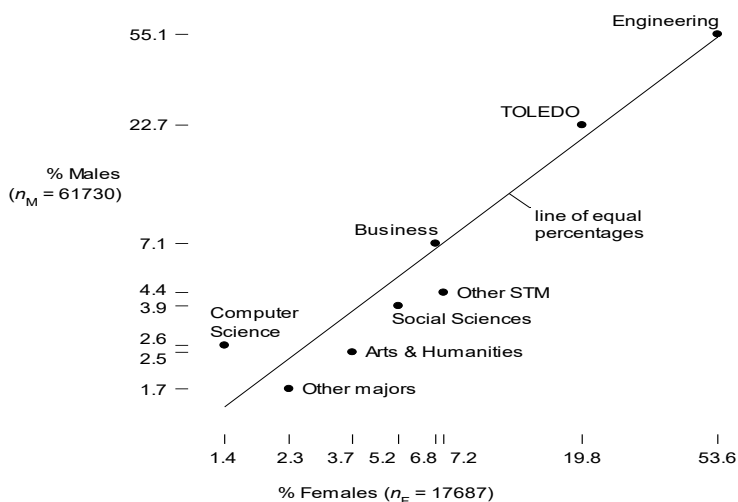 Engineering
55.1
TOLEDO
22.7
% Males
(nM = 61730)
line of equal
percentages
Business
7.1
4.4
Other STM
3.9
Social Sciences
Computer
Science
2.6
2.5
Arts & Humanities
1.7
Other majors
1.4 2.3 3.7 5.2 6.8 7.2 19.8 53.6
% Females (nF = 17687)